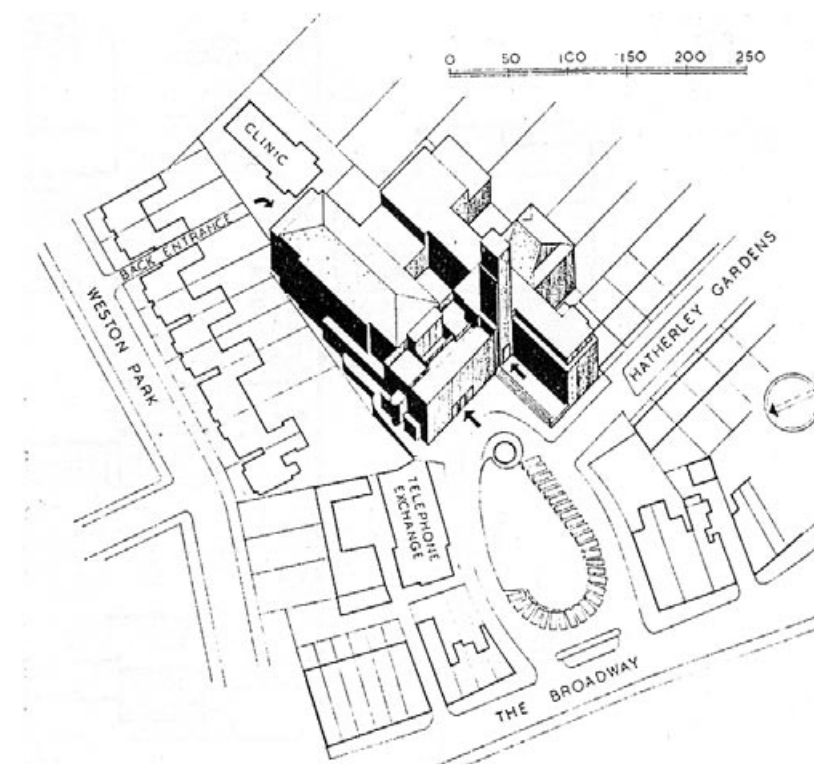 0 50 100 150 200 250
CLINIC
BACK ENTRANCE
WESTON PARK
HATHERLEY GARDENS
TELEPHONE
EXCHANGE
THE BROADWAY